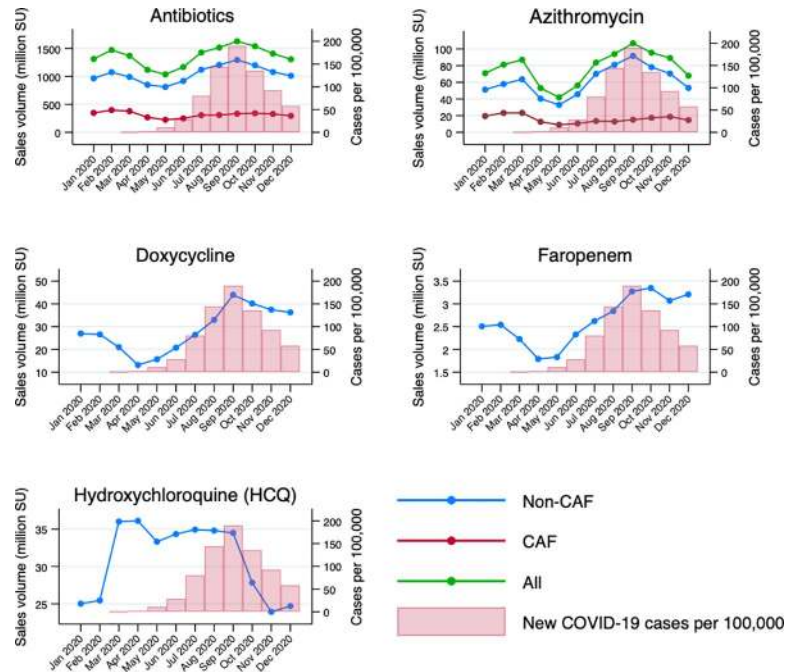 Antibiotics
Sales volume (million SU)
1500
1000
500
0
200
150
100
50
0
Cases per 100,000
Jan 2020
Feb 2020
Mar 2020
Apr 2020
May 2020
Jun 2020
Jul 2020
Aug 2020
Sep 2020
Oct 2020
Nov 2020
Dec 2020
Azithromycin
Sales volume (million SU)
100
80
60
40
20
0
200
150
100
50
0
Cases per 100,000
Jan 2020
Feb 2020
Mar 2020
Apr 2020
May 2020
Jun 2020
Jul 2020
Aug 2020
Sep 2020
Oct 2020
Nov 2020
Dec 2020
Doxycycline
Sales volume (million SU)
50
40
30
20
10
200
150
100
50
0
Cases per 100,000
Jan 2020
Feb 2020
Mar 2020
Apr 2020
May 2020
Jun 2020
Jul 2020
Aug 2020
Sep 2020
Oct 2020
Nov 2020
Dec 2020
Faropenem
Sales volume (million SU)
3.5
3
2.5
2
1.5
200
150
100
50
0
Cases per 100,000
Jan 2020
Feb 2020
Mar 2020
Apr 2020
May 2020
Jun 2020
Jul 2020
Aug 2020
Sep 2020
Oct 2020
Nov 2020
Dec 2020
Hydroxychloroquine (HCQ)
Sales volume (million SU)
35
30
25
200
150
100
50
0
Cases per 100,000
Jan 2020
Feb 2020
Mar 2020
Apr 2020
May 2020
Jun 2020
Jul 2020
Aug 2020
Sep 2020
Oct 2020
Nov 2020
Dec 2020
Non-CAF
CAF
All
New COVID-19 cases per 100,000